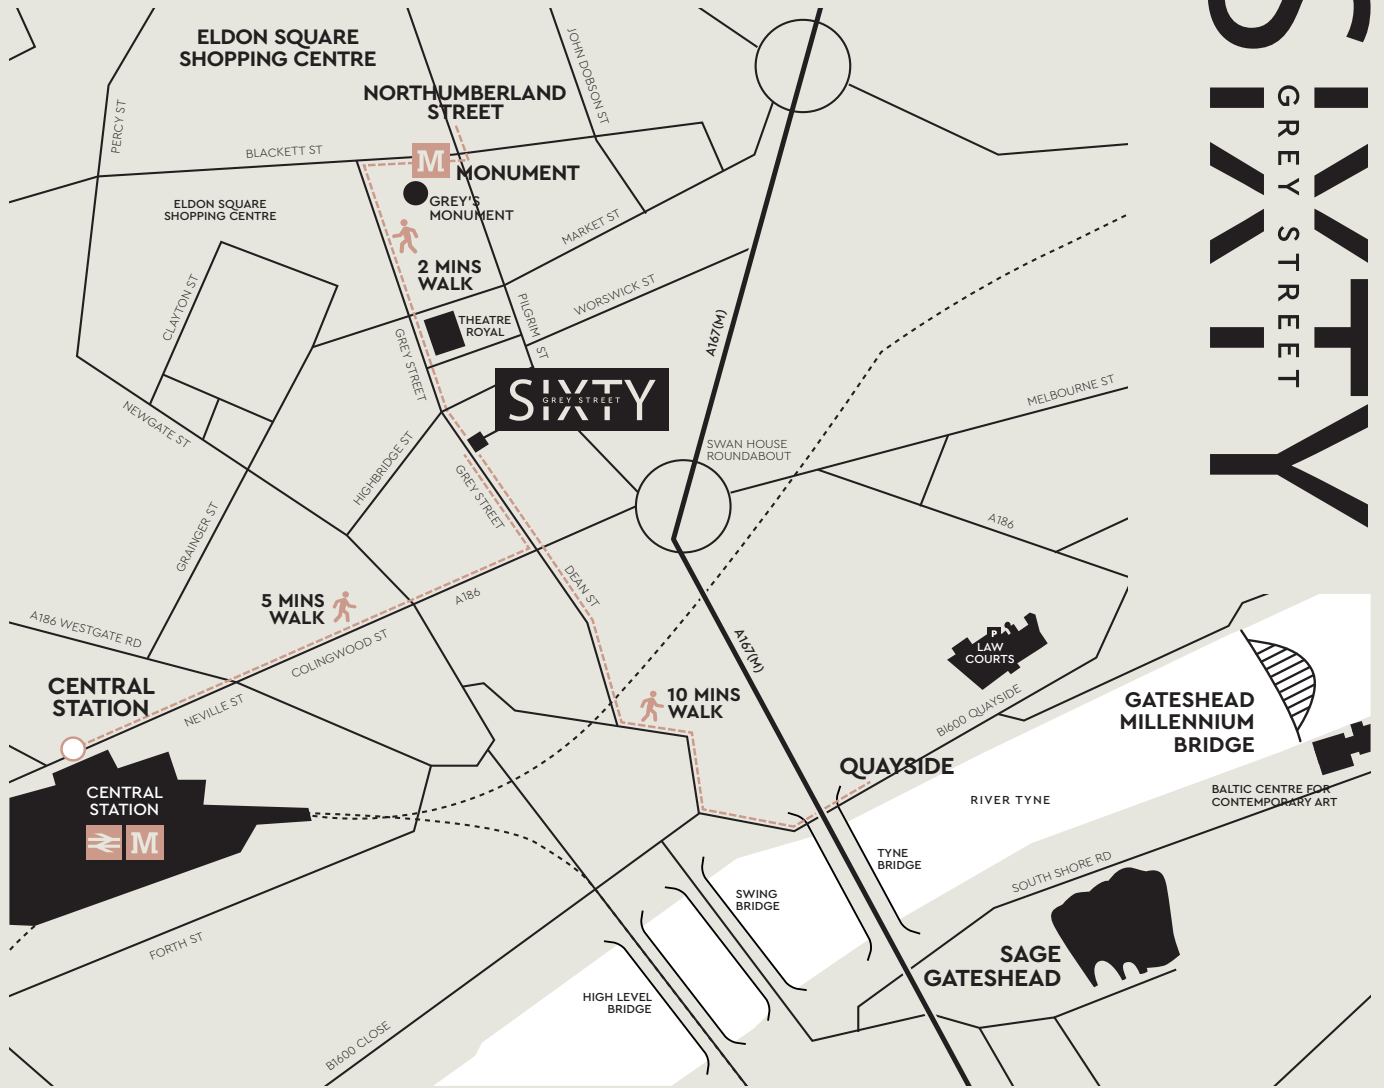 ELDON SQUARE
SHOPPING CENTRE
NORTHUMBERLAND
STREET
JOHN DOBSON ST
PERCY ST
BLACKETT ST
M
MONUMENT
GREY'S
MONUMENT
ELDON SQUARE
SHOPPING CENTRE
MARKET ST
2 MINS
WALK
CLAYTON ST
WORSWICK ST
PILGRIM ST
THEATRE
ROYAL
GREY STREET
A167(M)
SIXTY
GREY STREET
SIXTY
GREY STREET
MELBOURNE ST
NEWGATE ST
HIGHBRIDGE ST
SWAN HOUSE
ROUNDABOUT
GREY STREET
GRAINGER ST
A186
DEAN ST
5 MINS
WALK
A186
A186 WESTGATE RD
COLINGWOOD ST
A167(M)
P
LAW
COURTS
CENTRAL
STATION
NEVILLE ST
10 MINS
WALK
B1600 QUAYSIDE
GATESHEAD
MILLENNIUM
BRIDGE
QUAYSIDE
CENTRAL
STATION
M
RIVER TYNE
BALTIC CENTRE FOR
CONTEMPORARY ART
TYNE
BRIDGE
SOUTH SHORE RD
SWING
BRIDGE
FORTH ST
SAGE
GATESHEAD
HIGH LEVEL
BRIDGE
B1600 CLOSE